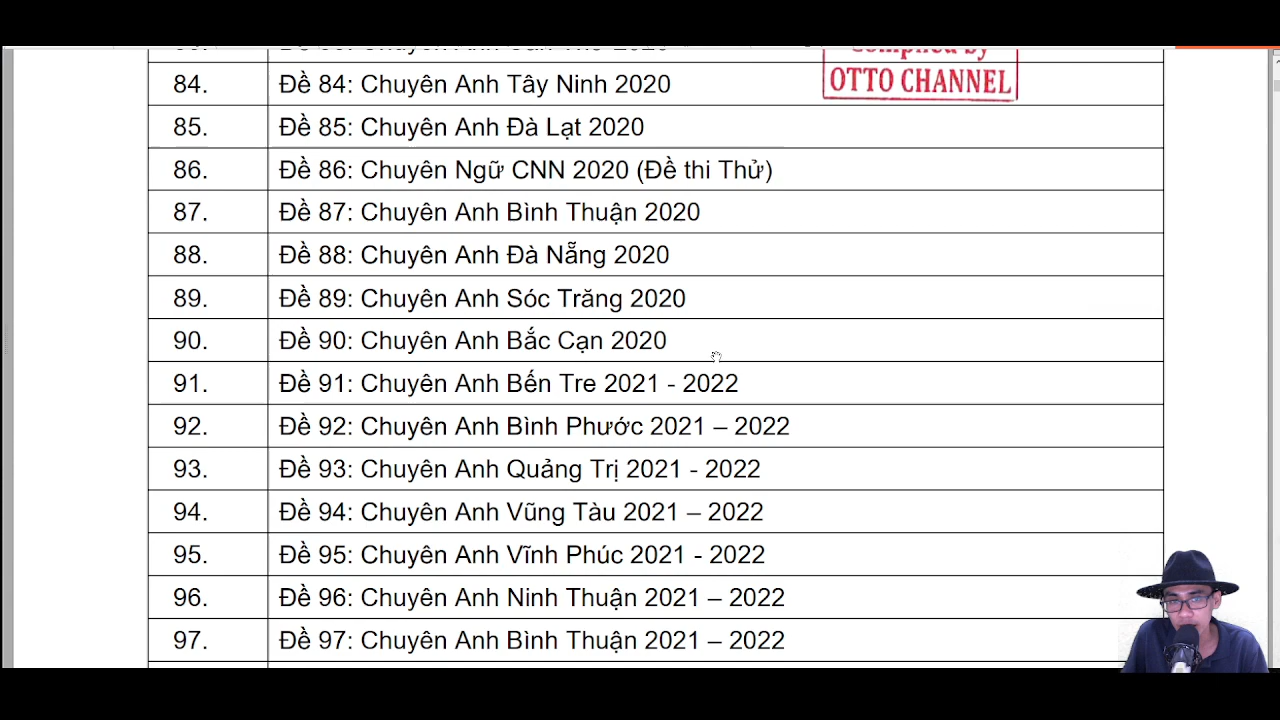 Compiled by
84. Đề 84: Chuyên Anh Tây Ninh 2020
OTTO CHANNEL
85. Đề 85: Chuyên Anh Đà Lạt 2020
86. Đề 86: Chuyên Ngữ CNN 2020 (Đề thi Thử)
87. Đề 87: Chuyên Anh Bình Thuận 2020
88. Đề 88: Chuyên Anh Đà Nẵng 2020
89. Đề 89: Chuyên Anh Sóc Trăng 2020
90. Đề 90: Chuyên Anh Bắc Cạn 2020
91. Đề 91: Chuyên Anh Bến Tre 2021 - 2022
92. Đề 92: Chuyên Anh Bình Phước 2021 – 2022
93. Đề 93: Chuyên Anh Quảng Trị 2021 - 2022
94. Đề 94: Chuyên Anh Vũng Tàu 2021 – 2022
95. Đề 95: Chuyên Anh Vĩnh Phúc 2021 - 2022
96. Đề 96: Chuyên Anh Ninh Thuận 2021 – 2022
97. Đề 97: Chuyên Anh Bình Thuận 2021 – 2022